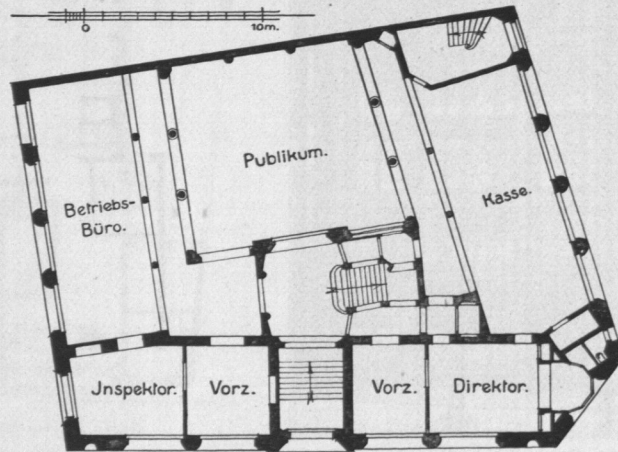 0 10m.
Publikum.
Betriebs-
Büro.
Kasse.
Jnspektor. Vorz. Vorz. Direktor.